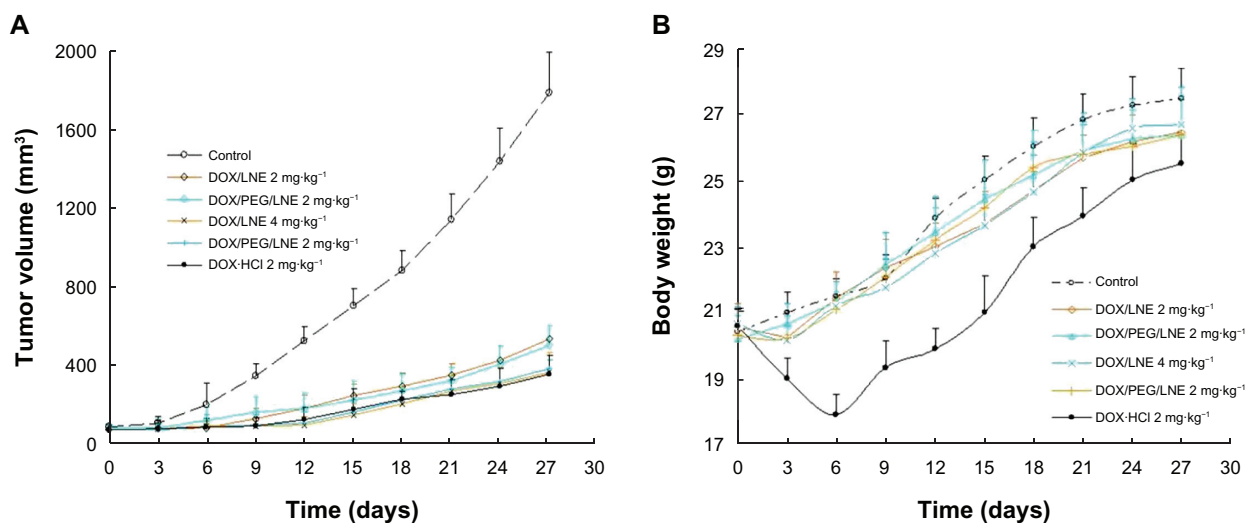 A
Tumor volume (mm³)
2000
1600
1200
800
400
0
Control
DOX/LNE 2 mg·kg⁻¹
DOX/PEG/LNE 2 mg·kg⁻¹
DOX/LNE 4 mg·kg⁻¹
DOX/PEG/LNE 2 mg·kg⁻¹
DOX·HCl 2 mg·kg⁻¹
0 3 6 9 12 15 18 21 24 27 30
Time (days)
B
Body weight (g)
29
27
25
23
21
19
17
Control
DOX/LNE 2 mg·kg⁻¹
DOX/PEG/LNE 2 mg·kg⁻¹
DOX/LNE 4 mg·kg⁻¹
DOX/PEG/LNE 2 mg·kg⁻¹
DOX·HCl 2 mg·kg⁻¹
0 3 6 9 12 15 18 21 24 27 30
Time (days)